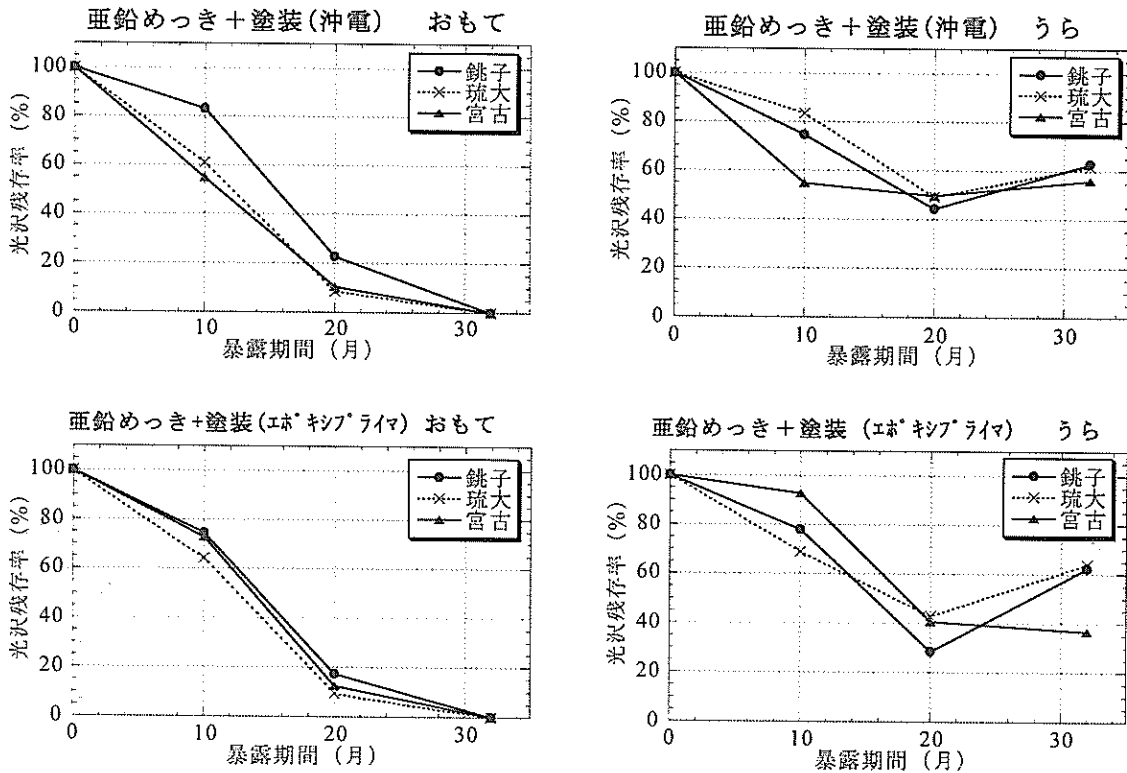 亜鉛めっき＋塗装(沖電)　おもて
光沢残存率 (%)
100
80
60
40
20
0
銚子
琉大
宮古
0 10 20 30
暴露期間 (月)
亜鉛めっき＋塗装(沖電)　うら
光沢残存率 (%)
100
80
60
40
20
0
銚子
琉大
宮古
0 10 20 30
暴露期間 (月)
亜鉛めっき+塗装(ｴﾎﾟｷｼﾌﾟﾗｲﾏ) おもて
光沢残存率 (%)
100
80
60
40
20
0
銚子
琉大
宮古
0 10 20 30
暴露期間 (月)
亜鉛めっき＋塗装 (ｴﾎﾟｷｼﾌﾟﾗｲﾏ)　うら
光沢残存率 (%)
100
80
60
40
20
0
銚子
琉大
宮古
0 10 20 30
暴露期間 (月)